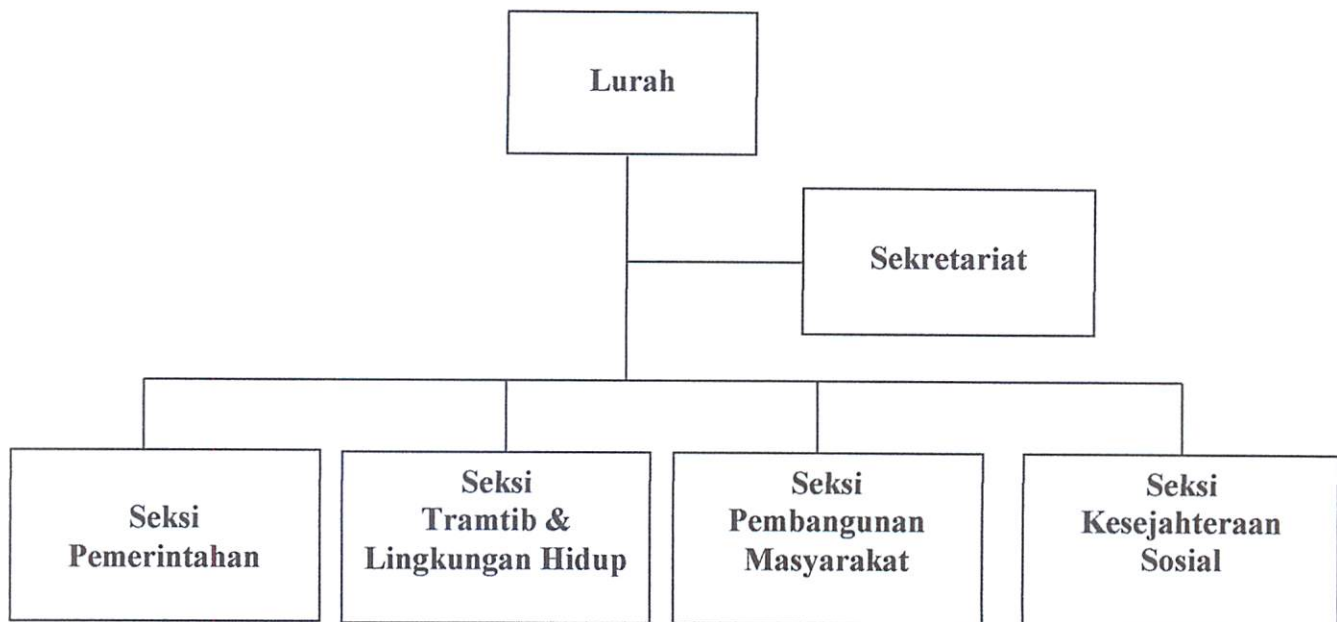 Lurah
Sekretariat
Seksi
Pemerintahan
Seksi
Tramtib &
Lingkungan Hidup
Seksi
Pembangunan
Masyarakat
Seksi
Kesejahteraan
Sosial